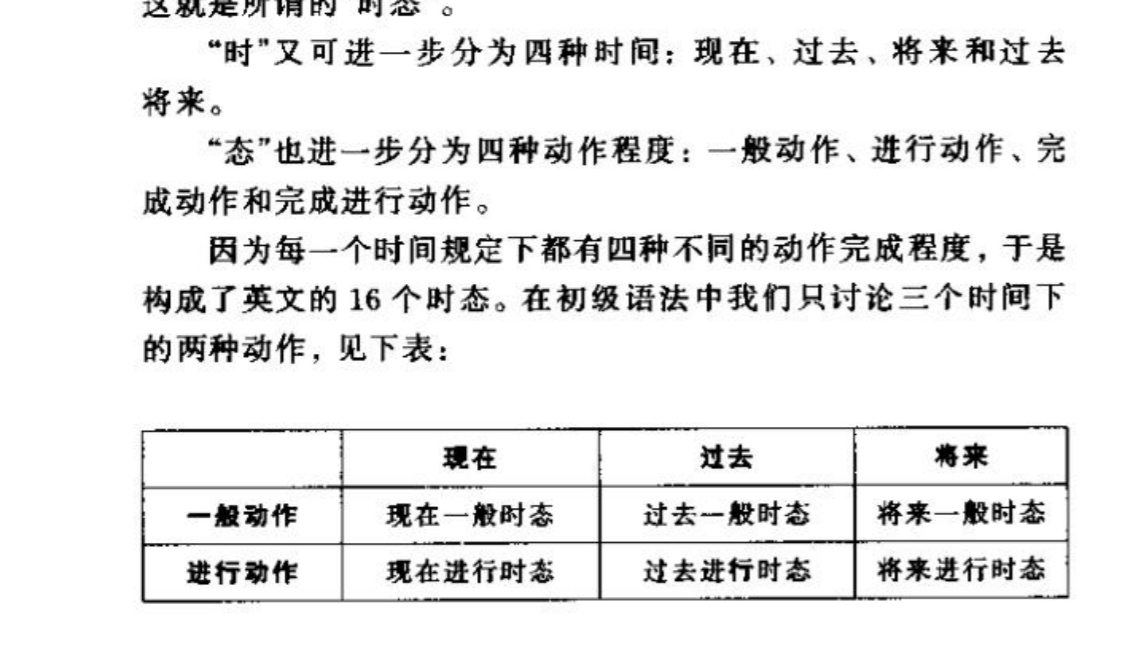 这就是所谓的“时态”。
“时”又可进一步分为四种时间：现在、过去、将来和过去
将来。
“态”也进一步分为四种动作程度：一般动作、进行动作、完
成动作和完成进行动作。
因为每一个时间规定下都有四种不同的动作完成程度，于是
构成了英文的 16 个时态。在初级语法中我们只讨论三个时间下
的两种动作，见下表：
现在 过去 将来
一般动作 现在一般时态 过去一般时态 将来一般时态
进行动作 现在进行时态 过去进行时态 将来进行时态